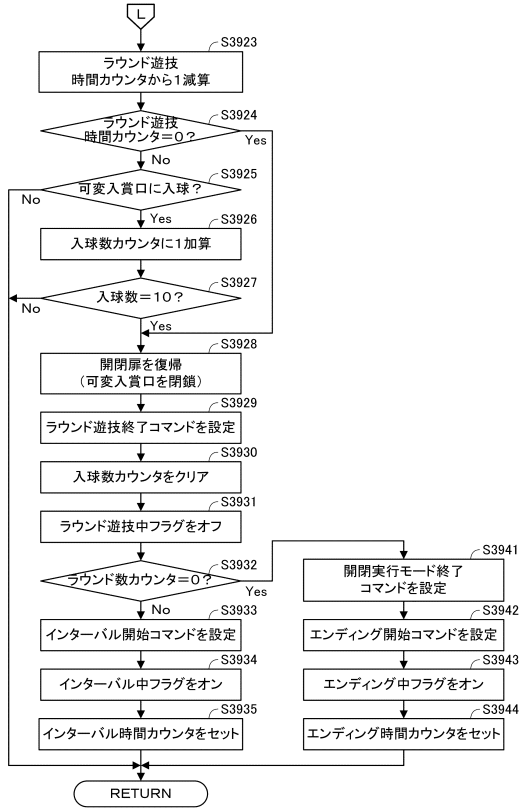 L
S3923
ラウンド遊技
時間カウンタから1減算
S3924
ラウンド遊技
時間カウンタ=0?
Yes
No
S3925
可変入賞口に入球?
No
Yes
S3926
入球数カウンタに1加算
S3927
入球数=10?
No
Yes
S3928
開閉扉を復帰
(可変入賞口を閉鎖)
S3929
ラウンド遊技終了コマンドを設定
S3930
入球数カウンタをクリア
S3931
ラウンド遊技中フラグをオフ
S3932
ラウンド数カウンタ=0?
Yes
No
S3933
インターバル開始コマンドを設定
S3934
インターバル中フラグをオン
S3935
インターバル時間カウンタをセット
S3941
開閉実行モード終了
コマンドを設定
S3942
エンディング開始コマンドを設定
S3943
エンディング中フラグをオン
S3944
エンディング時間カウンタをセット
RETURN